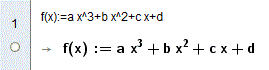 1
f(x):=a x^3+b x^2+c x+d
→ f(x) := a x³ + b x² + c x + d